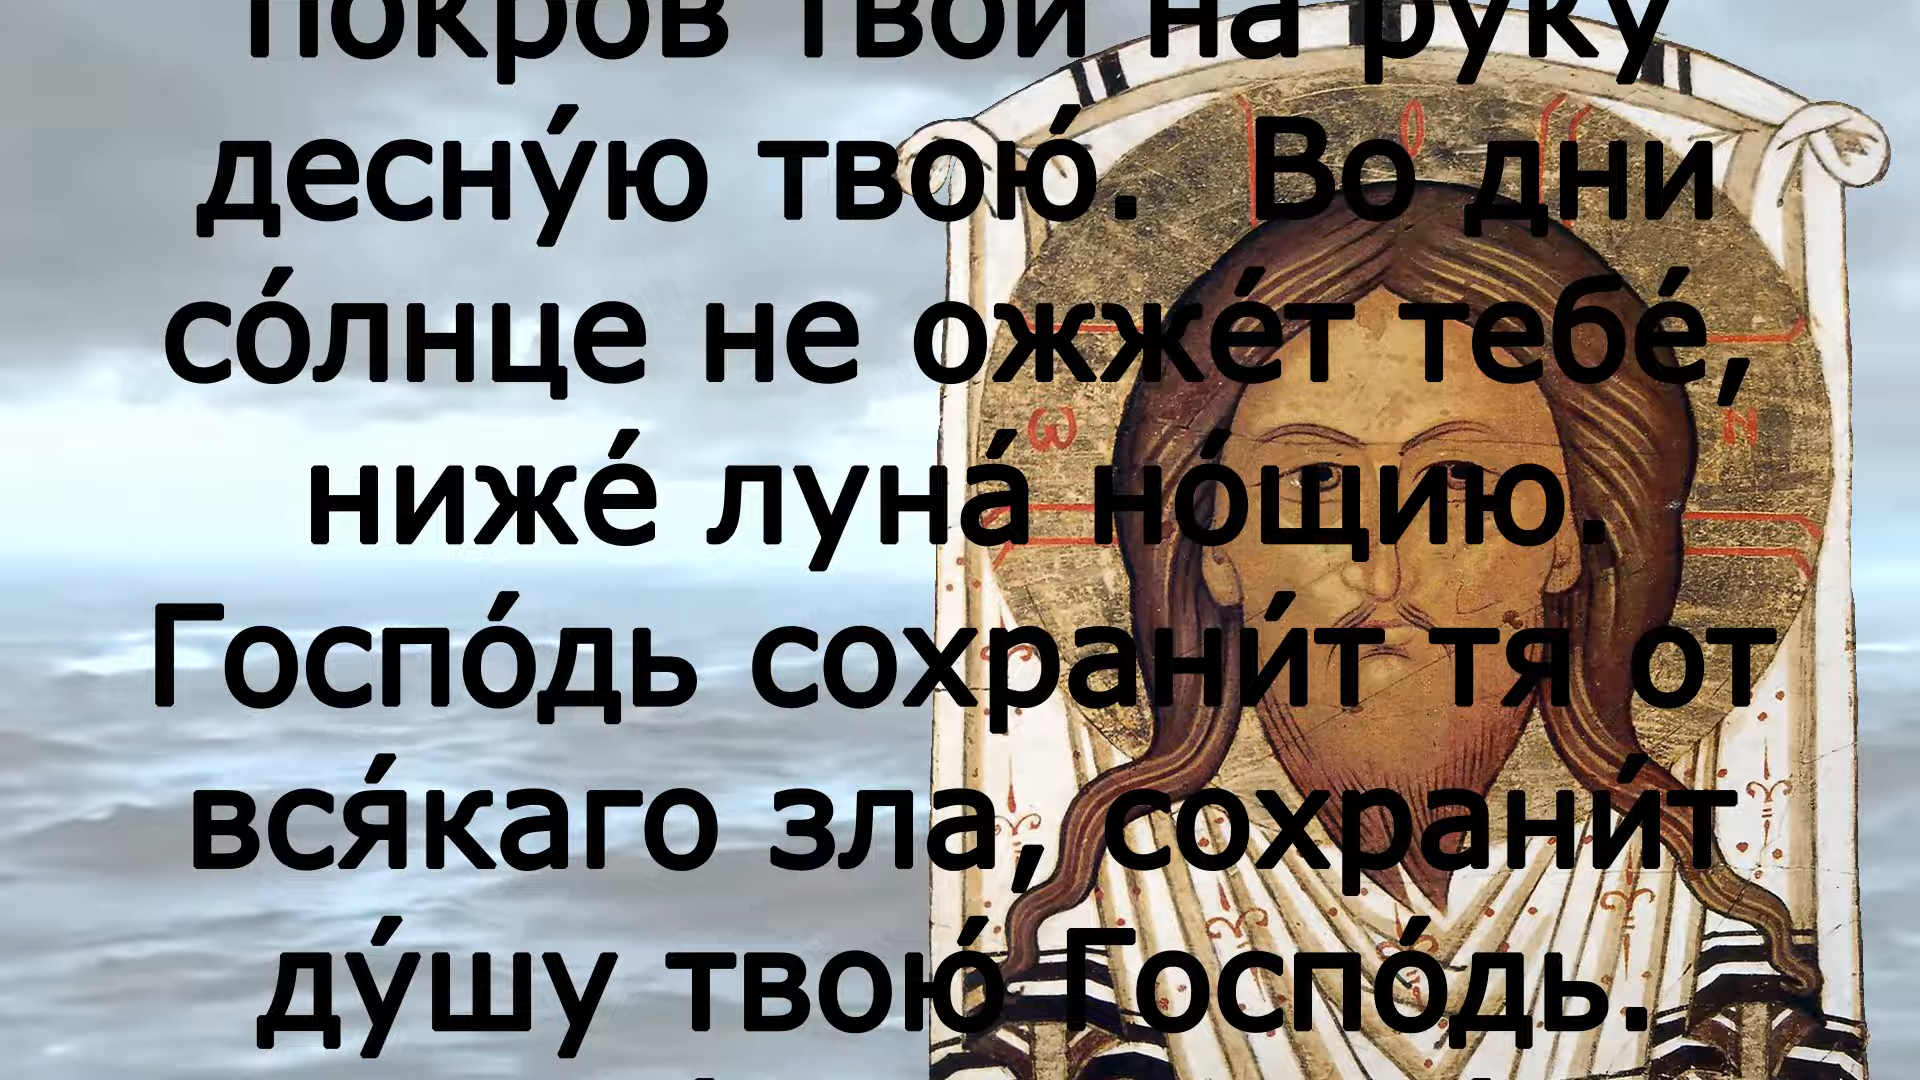 покров Твой на руку
десну́ю твою́. Во дни
со́лнце не ожже́т тебе́,
ниже́ луна́ но́щию.
Госпо́дь сохрани́т тя от
вся́каго зла, сохрани́т
ду́шу твою́ Госпо́дь.
ѡ
N